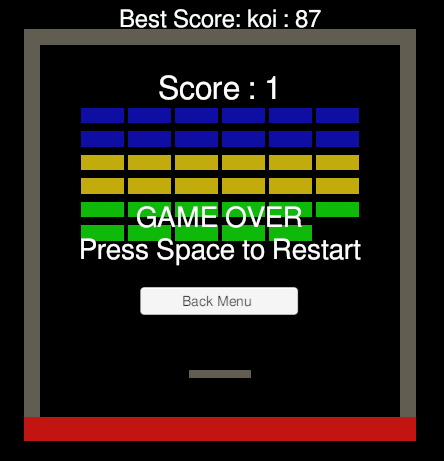 Best Score: koi : 87
Score : 1
GAME OVER
Press Space to Restart
Back Menu